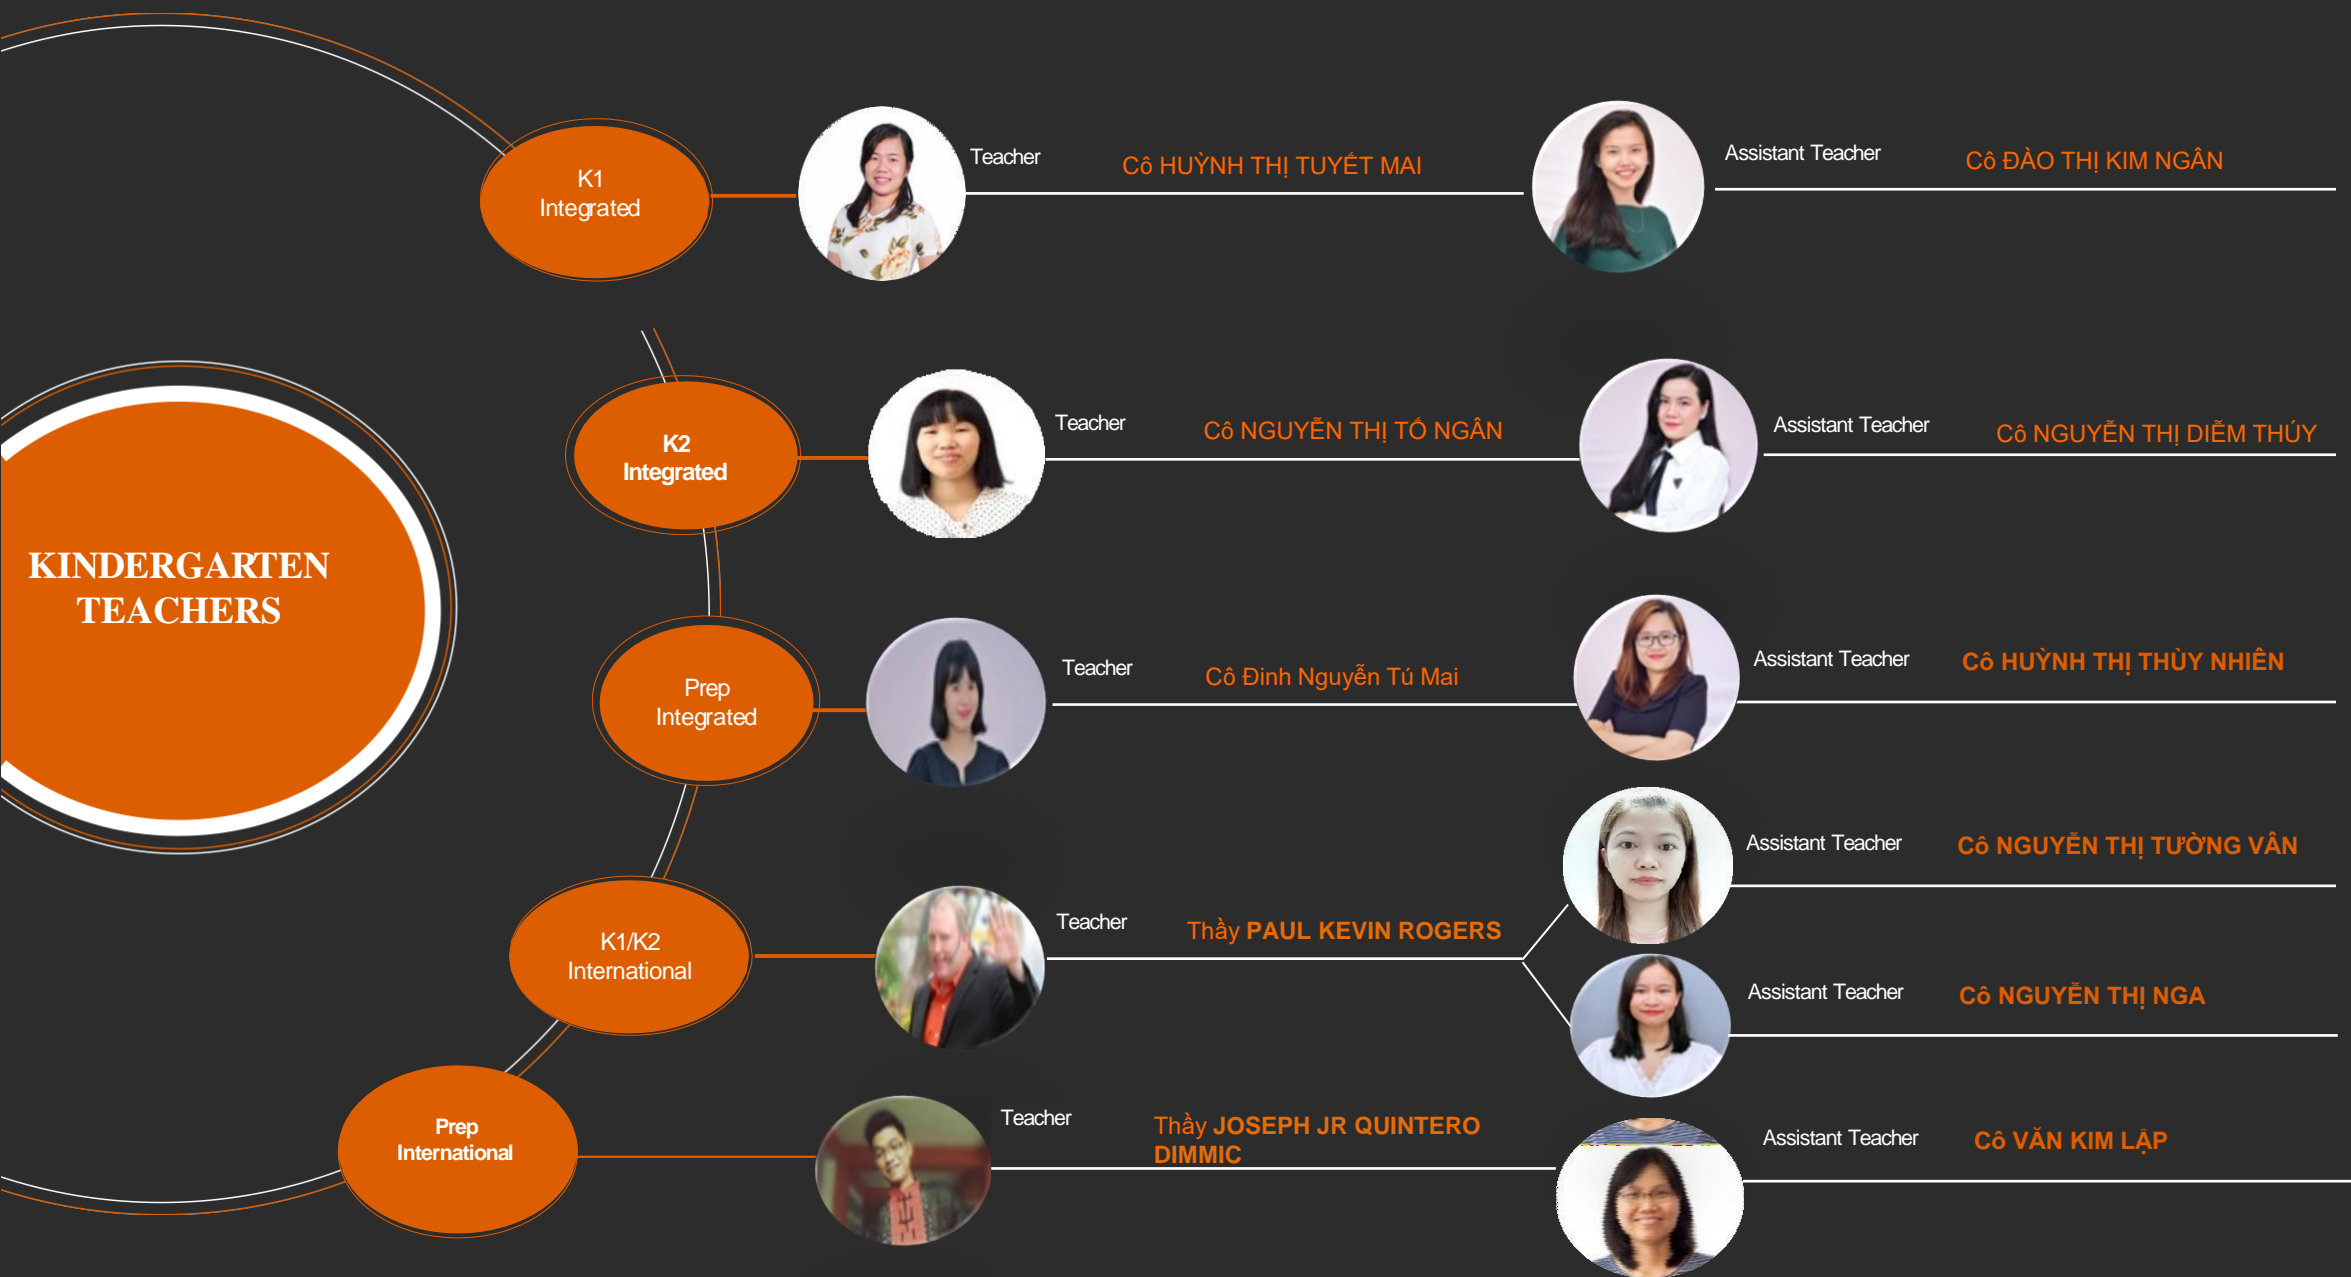 KINDERGARTEN
TEACHERS
K1
Integrated
Teacher
Cô HUỲNH THỊ TUYẾT MAI
Assistant Teacher
Cô ĐÀO THỊ KIM NGÂN
K2
Integrated
Teacher
Cô NGUYỄN THỊ TỐ NGÂN
Assistant Teacher
Cô NGUYỄN THỊ DIỄM THÚY
Prep
Integrated
Teacher
Cô Đinh Nguyễn Tú Mai
Assistant Teacher
Cô HUỲNH THỊ THÙY NHIÊN
K1/K2
International
Teacher
Thầy PAUL KEVIN ROGERS
Assistant Teacher
Cô NGUYỄN THỊ TƯỜNG VÂN
Assistant Teacher
Cô NGUYỄN THỊ NGA
Prep
International
Teacher
Thầy JOSEPH JR QUINTERO
DIMMIC
Assistant Teacher
Cô VĂN KIM LẬP